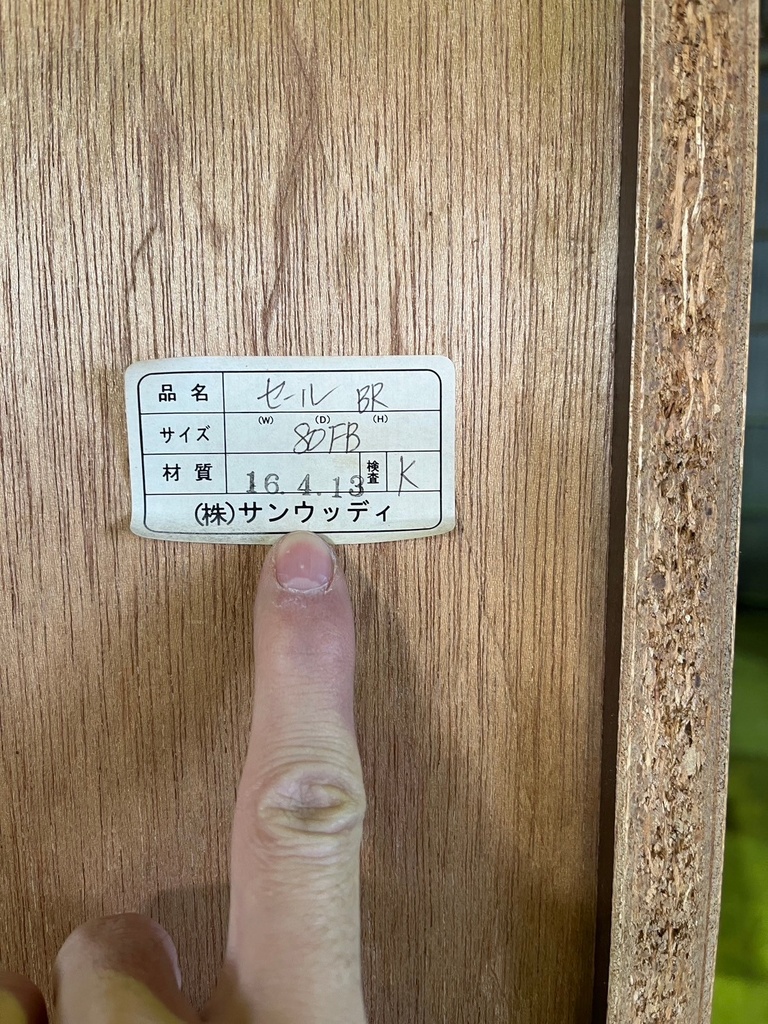 品名 セール BR
(W) (D) (H)
サイズ 80FB
材質 16.4.13 検査 K
(株)サンウッディ